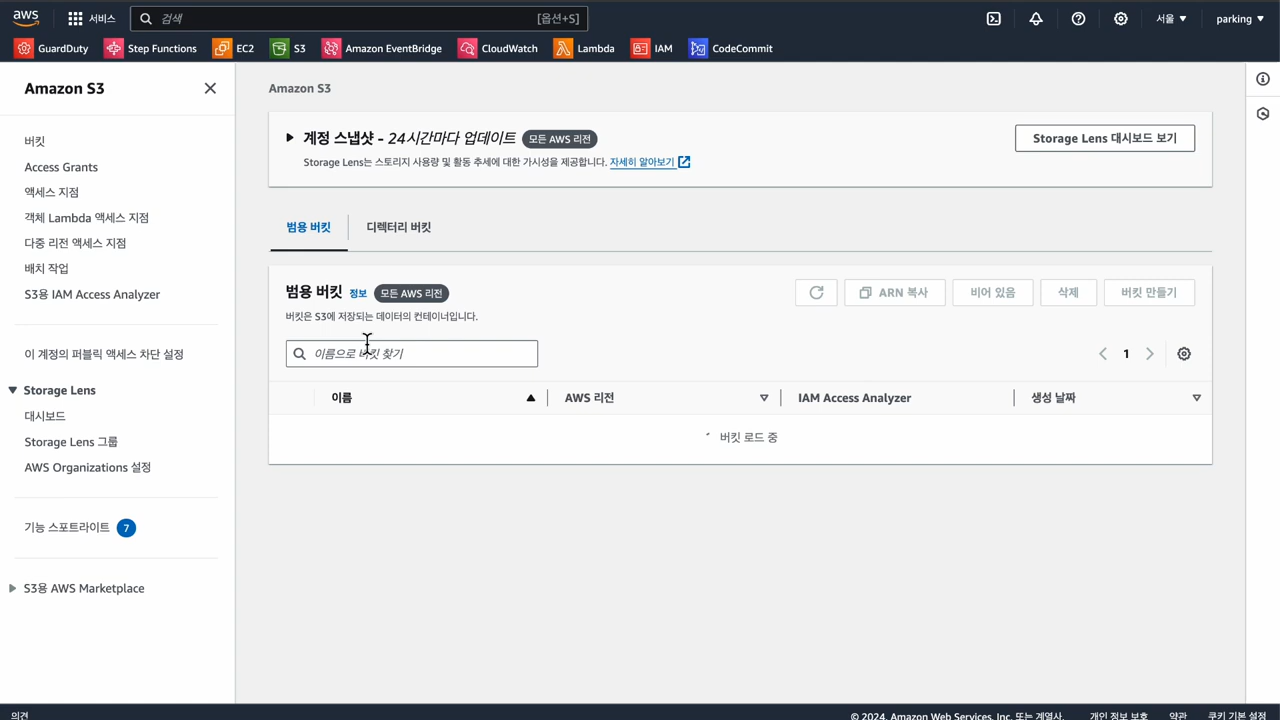 aws 서비스 검색 [옵션+S] 서울 ▼ parking ▼
GuardDuty Step Functions EC2 S3 Amazon EventBridge CloudWatch Lambda IAM CodeCommit
Amazon S3
버킷
Access Grants
액세스 지점
객체 Lambda 액세스 지점
다중 리전 액세스 지점
배치 작업
S3용 IAM Access Analyzer
이 계정의 퍼블릭 액세스 차단 설정
Storage Lens
대시보드
Storage Lens 그룹
AWS Organizations 설정
기능 스포트라이트 7
S3용 AWS Marketplace
Amazon S3
계정 스냅샷 - 24시간마다 업데이트 모든 AWS 리전
Storage Lens 대시보드 보기
Storage Lens는 스토리지 사용량 및 활동 추세에 대한 가시성을 제공합니다. 자세히 알아보기
범용 버킷 디렉터리 버킷
범용 버킷 정보 모든 AWS 리전
ARN 복사 비어 있음 삭제 버킷 만들기
버킷은 S3에 저장되는 데이터의 컨테이너입니다.
이름으로 버킷 찾기
1
이름 AWS 리전 IAM Access Analyzer 생성 날짜
버킷 로드 중
의견 © 2024, Amazon Web Services, Inc. 또는 계열사. 개인 정보 보호 약관 쿠키 기본 설정